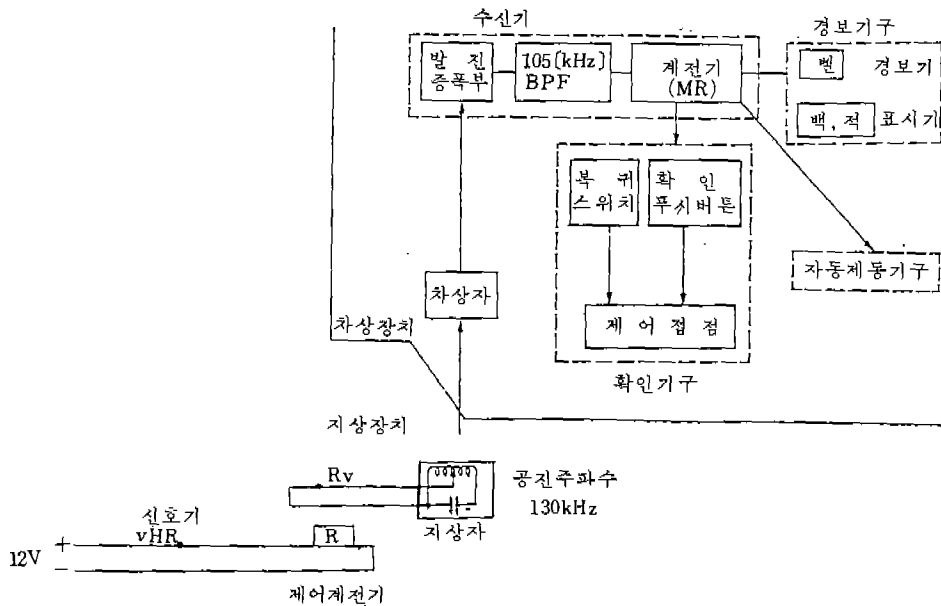 수신기
경보기구
발 진
증폭부
105(kHz)
BPF
계전기
(MR)
벨
경보기
백, 적
표시기
복 귀
스위치
확 인
푸시버튼
자동제동기구
차상자
제 어 접 점
차상장치
확인기구
지상장치
Rv
공진주파수
130kHz
지상자
신호기
vHR
R
12V
+
−
제어계전기